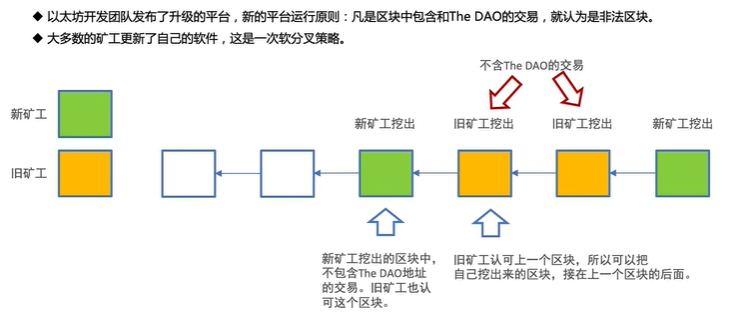 ◆ 以太坊开发团队发布了升级的平台，新的平台运行原则：凡是区块中包含和The DAO的交易，就认为是非法区块。
◆ 大多数的矿工更新了自己的软件，这是一次软分叉策略。
不含The DAO的交易
新矿工
新矿工挖出
旧矿工挖出
旧矿工挖出
新矿工挖出
旧矿工
新矿工挖出的区块中，
不包含The DAO地址
的交易。旧矿工也认
可这个区块。
旧矿工认可上一个区块，所以可以把
自己挖出来的区块，接在上一个区块的后面。